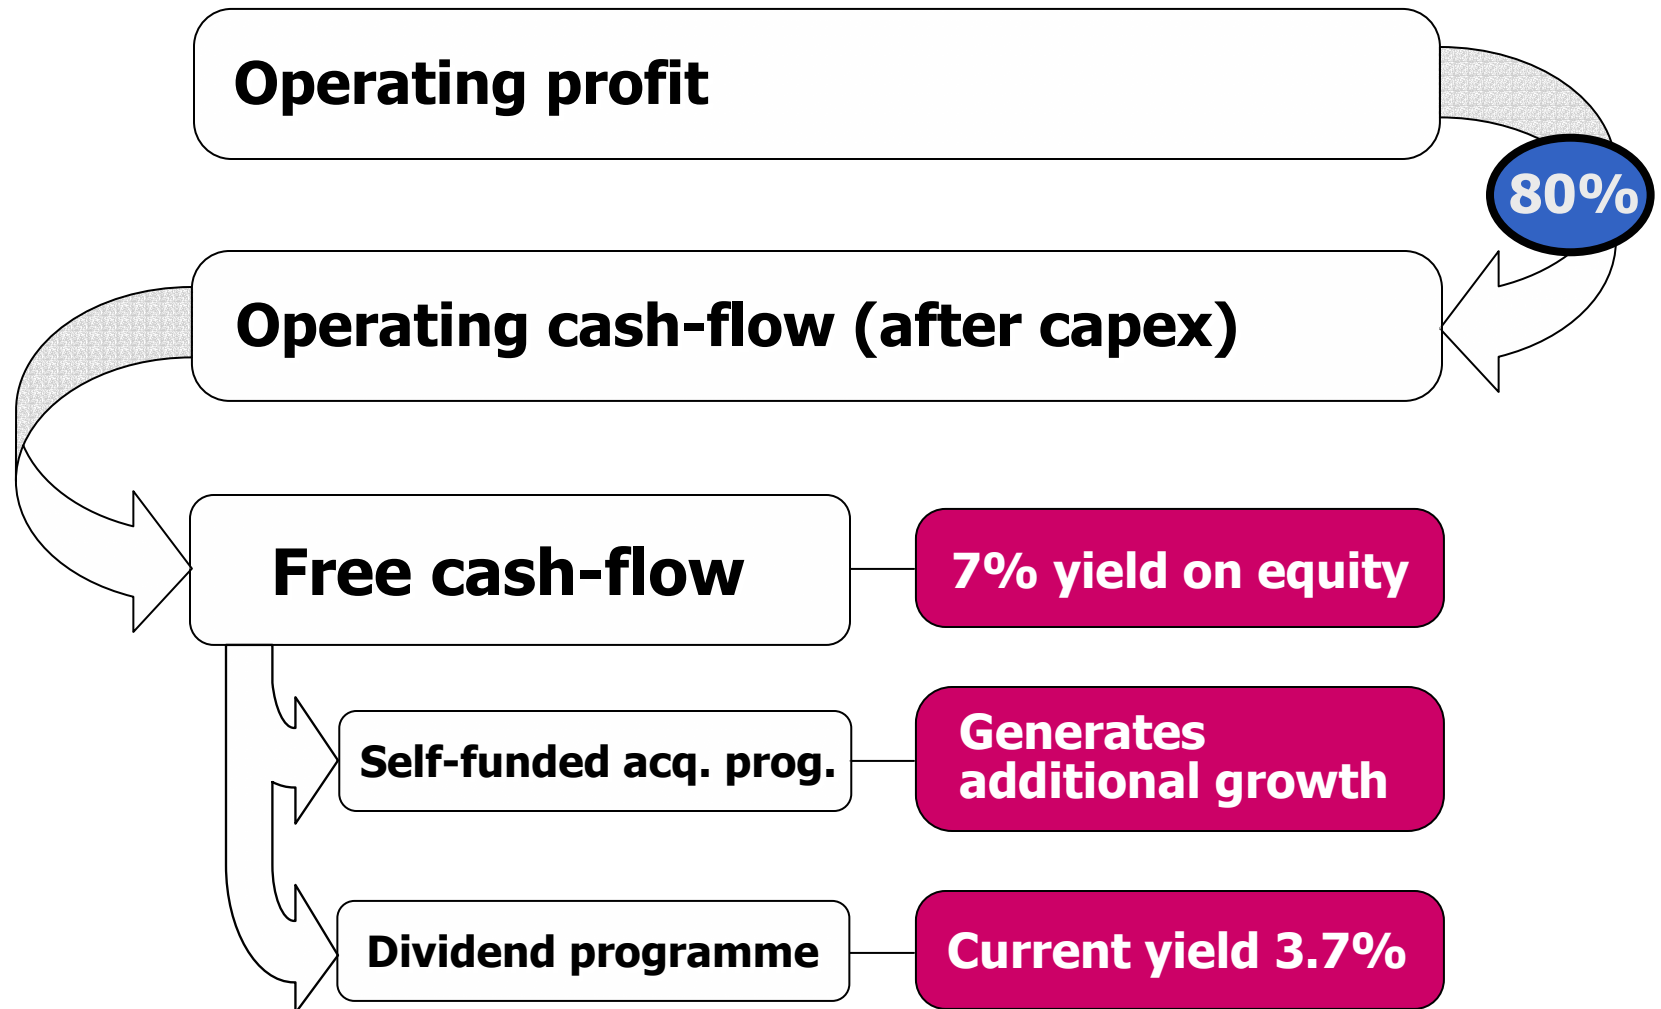 Operating profit
80%
Operating cash-flow (after capex)
Free cash-flow
7% yield on equity
Self-funded acq. prog.
Generates
additional growth
Dividend programme
Current yield 3.7%